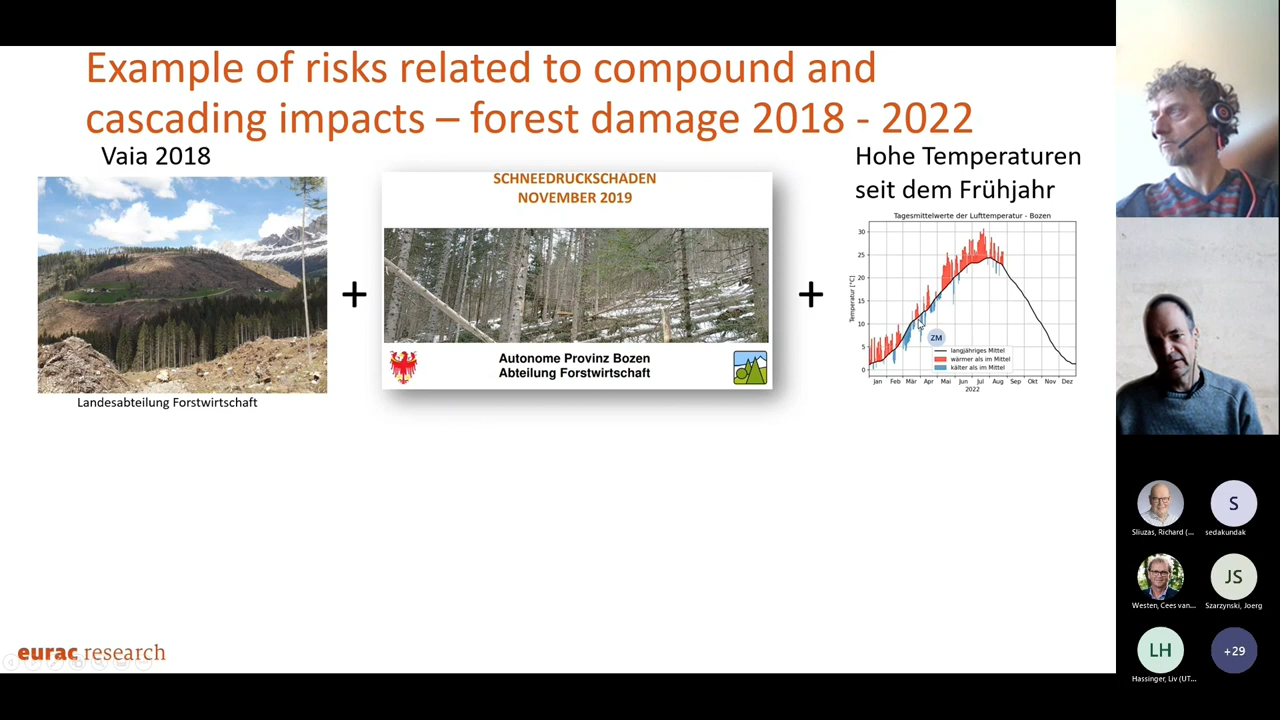 Example of risks related to compound and
cascading impacts – forest damage 2018 - 2022
Vaia 2018
Landesabteilung Forstwirtschaft
+
SCHNEEDRUCKSCHADEN
NOVEMBER 2019
Autonome Provinz Bozen
Abteilung Forstwirtschaft
+
Hohe Temperaturen
seit dem Frühjahr
Tagesmittelwerte der Lufttemperatur - Bozen
Temperatur [°C]
30
25
20
15
10
5
0
ZM
langjähriges Mittel
wärmer als im Mittel
kälter als im Mittel
Jan Feb Mär Apr Mai Jun Jul Aug Sep Okt Nov Dez
2022
eurac research
Sliuzas, Richard (...
S
sedakundak
Westen, Cees van...
JS
Szarzynski, Joerg
LH
Hassinger, Liv (UT...
+29